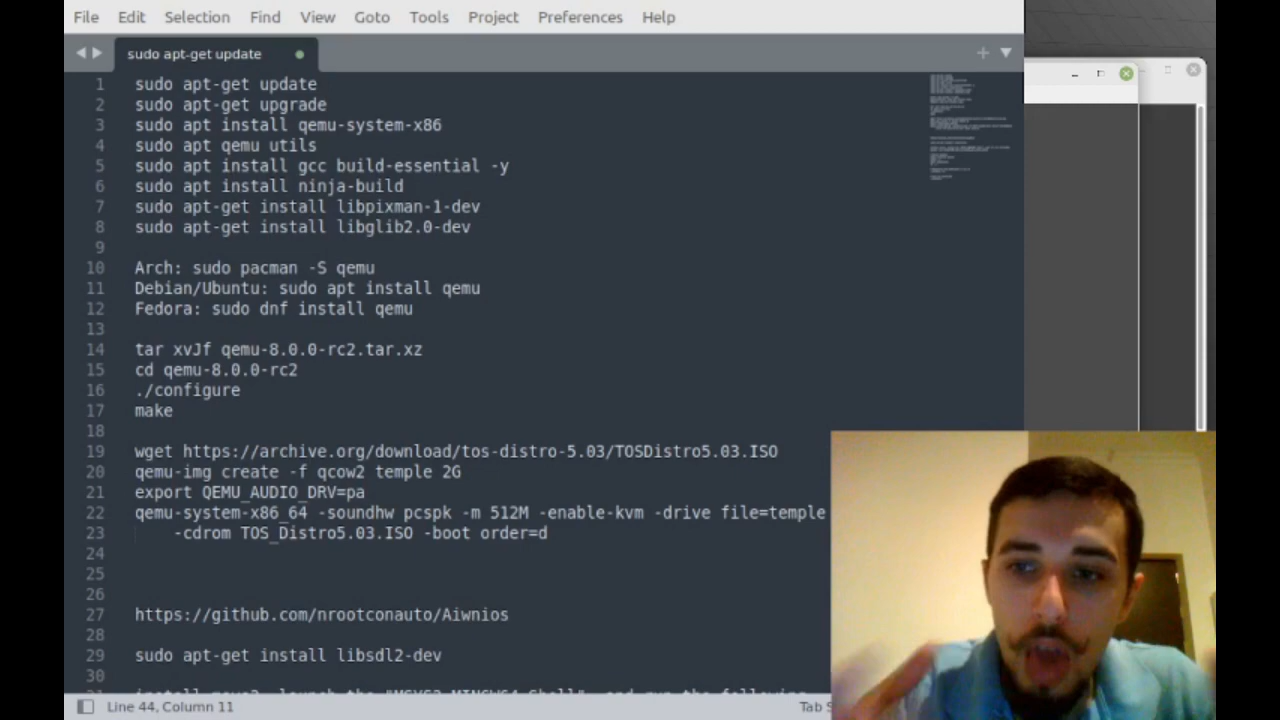 File Edit Selection Find View Goto Tools Project Preferences Help
sudo apt-get update
1 sudo apt-get update
2 sudo apt-get upgrade
3 sudo apt install qemu-system-x86
4 sudo apt qemu utils
5 sudo apt install gcc build-essential -y
6 sudo apt install ninja-build
7 sudo apt-get install libpixman-1-dev
8 sudo apt-get install libglib2.0-dev
9
10 Arch: sudo pacman -S qemu
11 Debian/Ubuntu: sudo apt install qemu
12 Fedora: sudo dnf install qemu
13
14 tar xvJf qemu-8.0.0-rc2.tar.xz
15 cd qemu-8.0.0-rc2
16 ./configure
17 make
18
19 wget https://archive.org/download/tos-distro-5.03/TOSDistro5.03.ISO
20 qemu-img create -f qcow2 temple 2G
21 export QEMU_AUDIO_DRV=pa
22 qemu-system-x86_64 -soundhw pcspk -m 512M -enable-kvm -drive file=temple
23 -cdrom TOS_Distro5.03.ISO -boot order=d
24
25
26
27 https://github.com/nrootconauto/Aiwnios
28
29 sudo apt-get install libsdl2-dev
30
Line 44, Column 11 Tab S